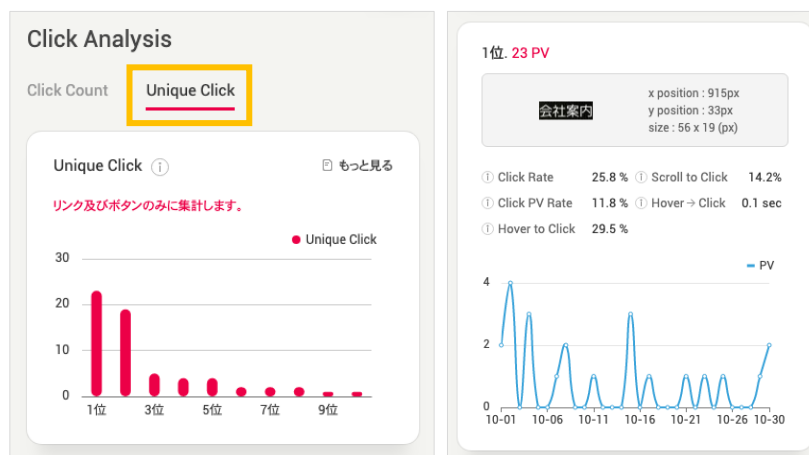 Click Analysis
Click Count Unique Click
Unique Click もっと見る
リンク及びボタンのみに集計します。
Unique Click
30
20
10
0
1位 3位 5位 7位 9位
1位. 23 PV
会社案内
x position : 915px
y position : 33px
size : 56 x 19 (px)
Click Rate 25.8 % Scroll to Click 14.2%
Click PV Rate 11.8 % Hover → Click 0.1 sec
Hover to Click 29.5 %
PV
4
2
0
10-01 10-06 10-11 10-16 10-21 10-26 10-30